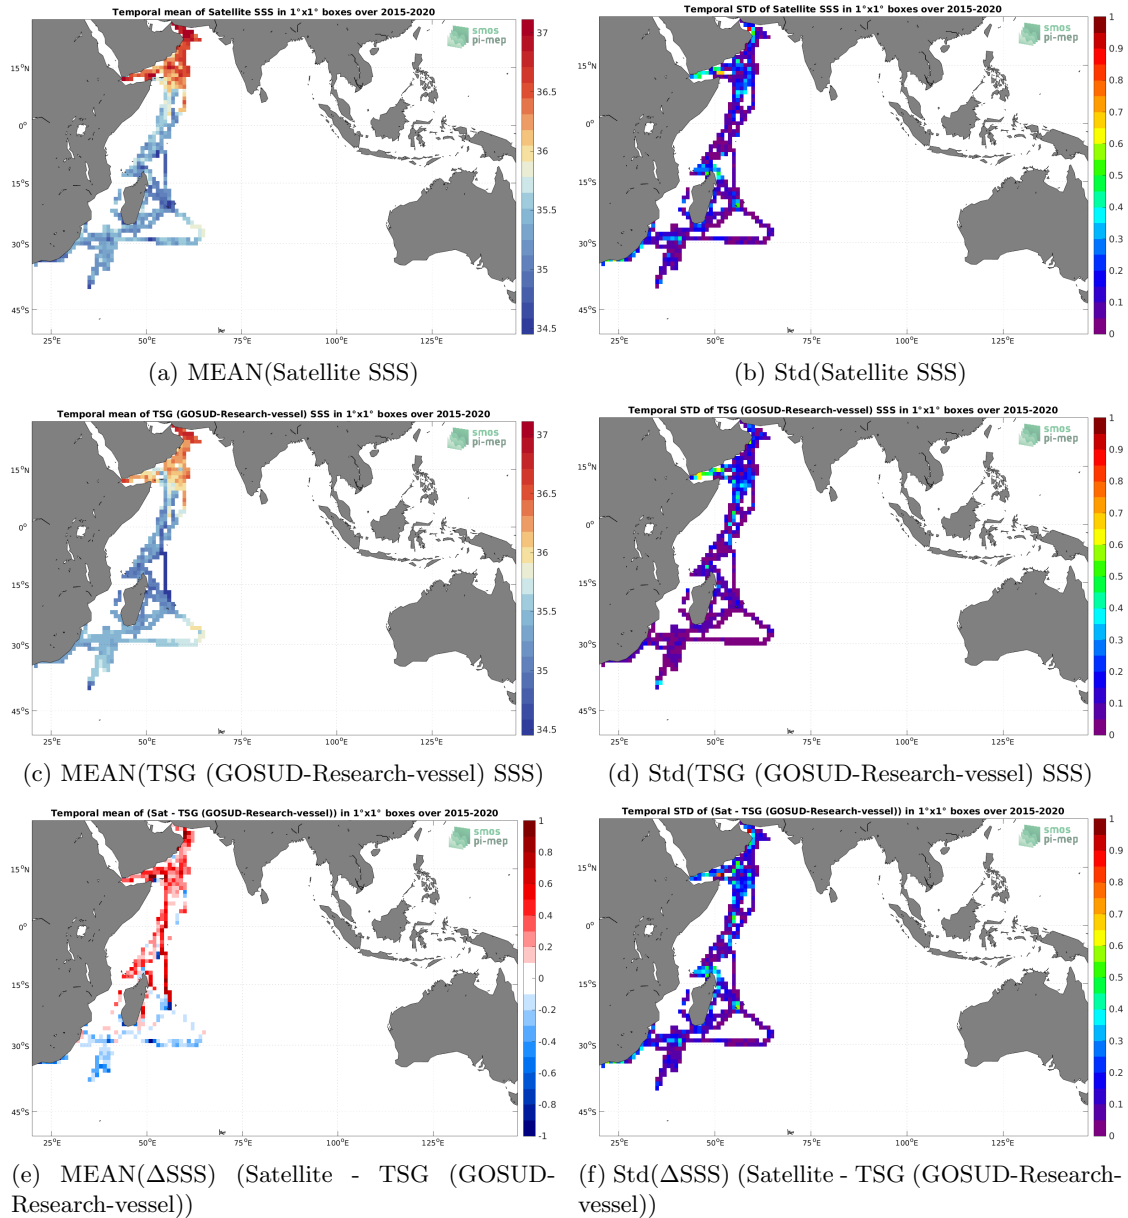 Temporal mean of Satellite SSS in 1°x1° boxes over 2015-2020
smos
pi-mep
15°N
0°
15°S
30°S
45°S
25°E
50°E
75°E
100°E
125°E
37
36.5
36
35.5
35
34.5
(a) MEAN(Satellite SSS)
Temporal STD of Satellite SSS in 1°x1° boxes over 2015-2020
smos
pi-mep
15°N
0°
15°S
30°S
45°S
25°E
50°E
75°E
100°E
125°E
1
0.9
0.8
0.7
0.6
0.5
0.4
0.3
0.2
0.1
0
(b) Std(Satellite SSS)
Temporal mean of TSG (GOSUD-Research-vessel) SSS in 1°x1° boxes over 2015-2020
smos
pi-mep
15°N
0°
15°S
30°S
45°S
25°E
50°E
75°E
100°E
125°E
37
36.5
36
35.5
35
34.5
(c) MEAN(TSG (GOSUD-Research-vessel) SSS)
Temporal STD of TSG (GOSUD-Research-vessel) SSS in 1°x1° boxes over 2015-2020
smos
pi-mep
15°N
0°
15°S
30°S
45°S
25°E
50°E
75°E
100°E
125°E
1
0.9
0.8
0.7
0.6
0.5
0.4
0.3
0.2
0.1
0
(d) Std(TSG (GOSUD-Research-vessel) SSS)
Temporal mean of (Sat - TSG (GOSUD-Research-vessel)) in 1°x1° boxes over 2015-2020
smos
pi-mep
15°N
0°
15°S
30°S
45°S
25°E
50°E
75°E
100°E
125°E
1
0.8
0.6
0.4
0.2
0
-0.2
-0.4
-0.6
-0.8
-1
(e) MEAN(ΔSSS) (Satellite - TSG (GOSUD-
Research-vessel))
Temporal STD of (Sat - TSG (GOSUD-Research-vessel)) in 1°x1° boxes over 2015-2020
smos
pi-mep
15°N
0°
15°S
30°S
45°S
25°E
50°E
75°E
100°E
125°E
1
0.9
0.8
0.7
0.6
0.5
0.4
0.3
0.2
0.1
0
(f) Std(ΔSSS) (Satellite - TSG (GOSUD-Research-
vessel))